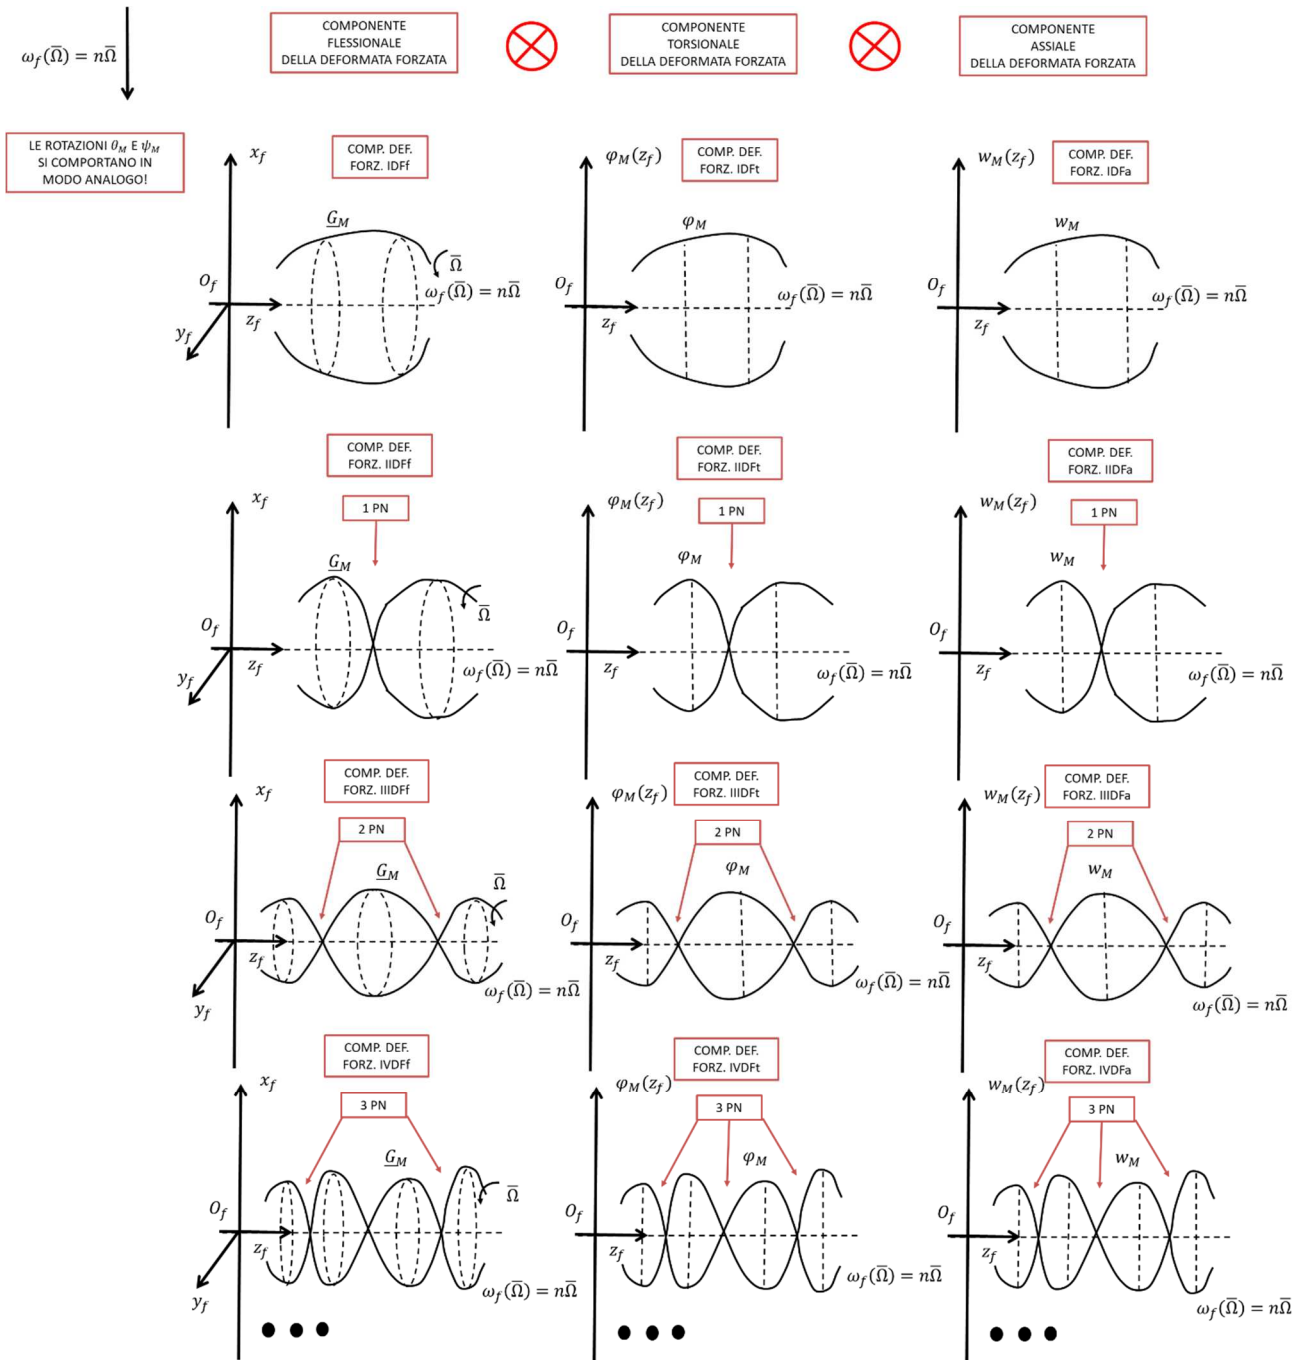 ω_f(Ω̅) = nΩ̅
COMPONENTE
FLESSIONALE
DELLA DEFORMATA FORZATA
COMPONENTE
TORSIONALE
DELLA DEFORMATA FORZATA
COMPONENTE
ASSIALE
DELLA DEFORMATA FORZATA
LE ROTAZIONI θ_M E ψ_M
SI COMPORTANO IN
MODO ANALOGO!
x_f
COMP. DEF.
FORZ. IDFf
G_M
Ω̅
ω_f(Ω̅) = nΩ̅
O_f
z_f
y_f
φ_M(z_f)
COMP. DEF.
FORZ. IDFt
φ_M
O_f
ω_f(Ω̅) = nΩ̅
z_f
w_M(z_f)
COMP. DEF.
FORZ. IDFa
w_M
O_f
ω_f(Ω̅) = nΩ̅
z_f
COMP. DEF.
FORZ. IIDFf
x_f
1 PN
G_M
Ω̅
O_f
z_f
ω_f(Ω̅) = nΩ̅
y_f
COMP. DEF.
FORZ. IIDFt
φ_M(z_f)
1 PN
φ_M
O_f
z_f
ω_f(Ω̅) = nΩ̅
COMP. DEF.
FORZ. IIDFa
w_M(z_f)
1 PN
w_M
O_f
z_f
ω_f(Ω̅) = nΩ̅
COMP. DEF.
FORZ. IIIDFf
x_f
2 PN
G_M
Ω̅
O_f
z_f
ω_f(Ω̅) = nΩ̅
y_f
COMP. DEF.
FORZ. IIIDFt
φ_M(z_f)
2 PN
φ_M
O_f
z_f
ω_f(Ω̅) = nΩ̅
COMP. DEF.
FORZ. IIIDFa
w_M(z_f)
2 PN
w_M
O_f
z_f
ω_f(Ω̅) = nΩ̅
COMP. DEF.
FORZ. IVDFf
x_f
3 PN
G_M
Ω̅
O_f
z_f
ω_f(Ω̅) = nΩ̅
y_f
COMP. DEF.
FORZ. IVDFt
φ_M(z_f)
3 PN
φ_M
O_f
z_f
ω_f(Ω̅) = nΩ̅
COMP. DEF.
FORZ. IVDFa
w_M(z_f)
3 PN
w_M
O_f
z_f
ω_f(Ω̅) = nΩ̅